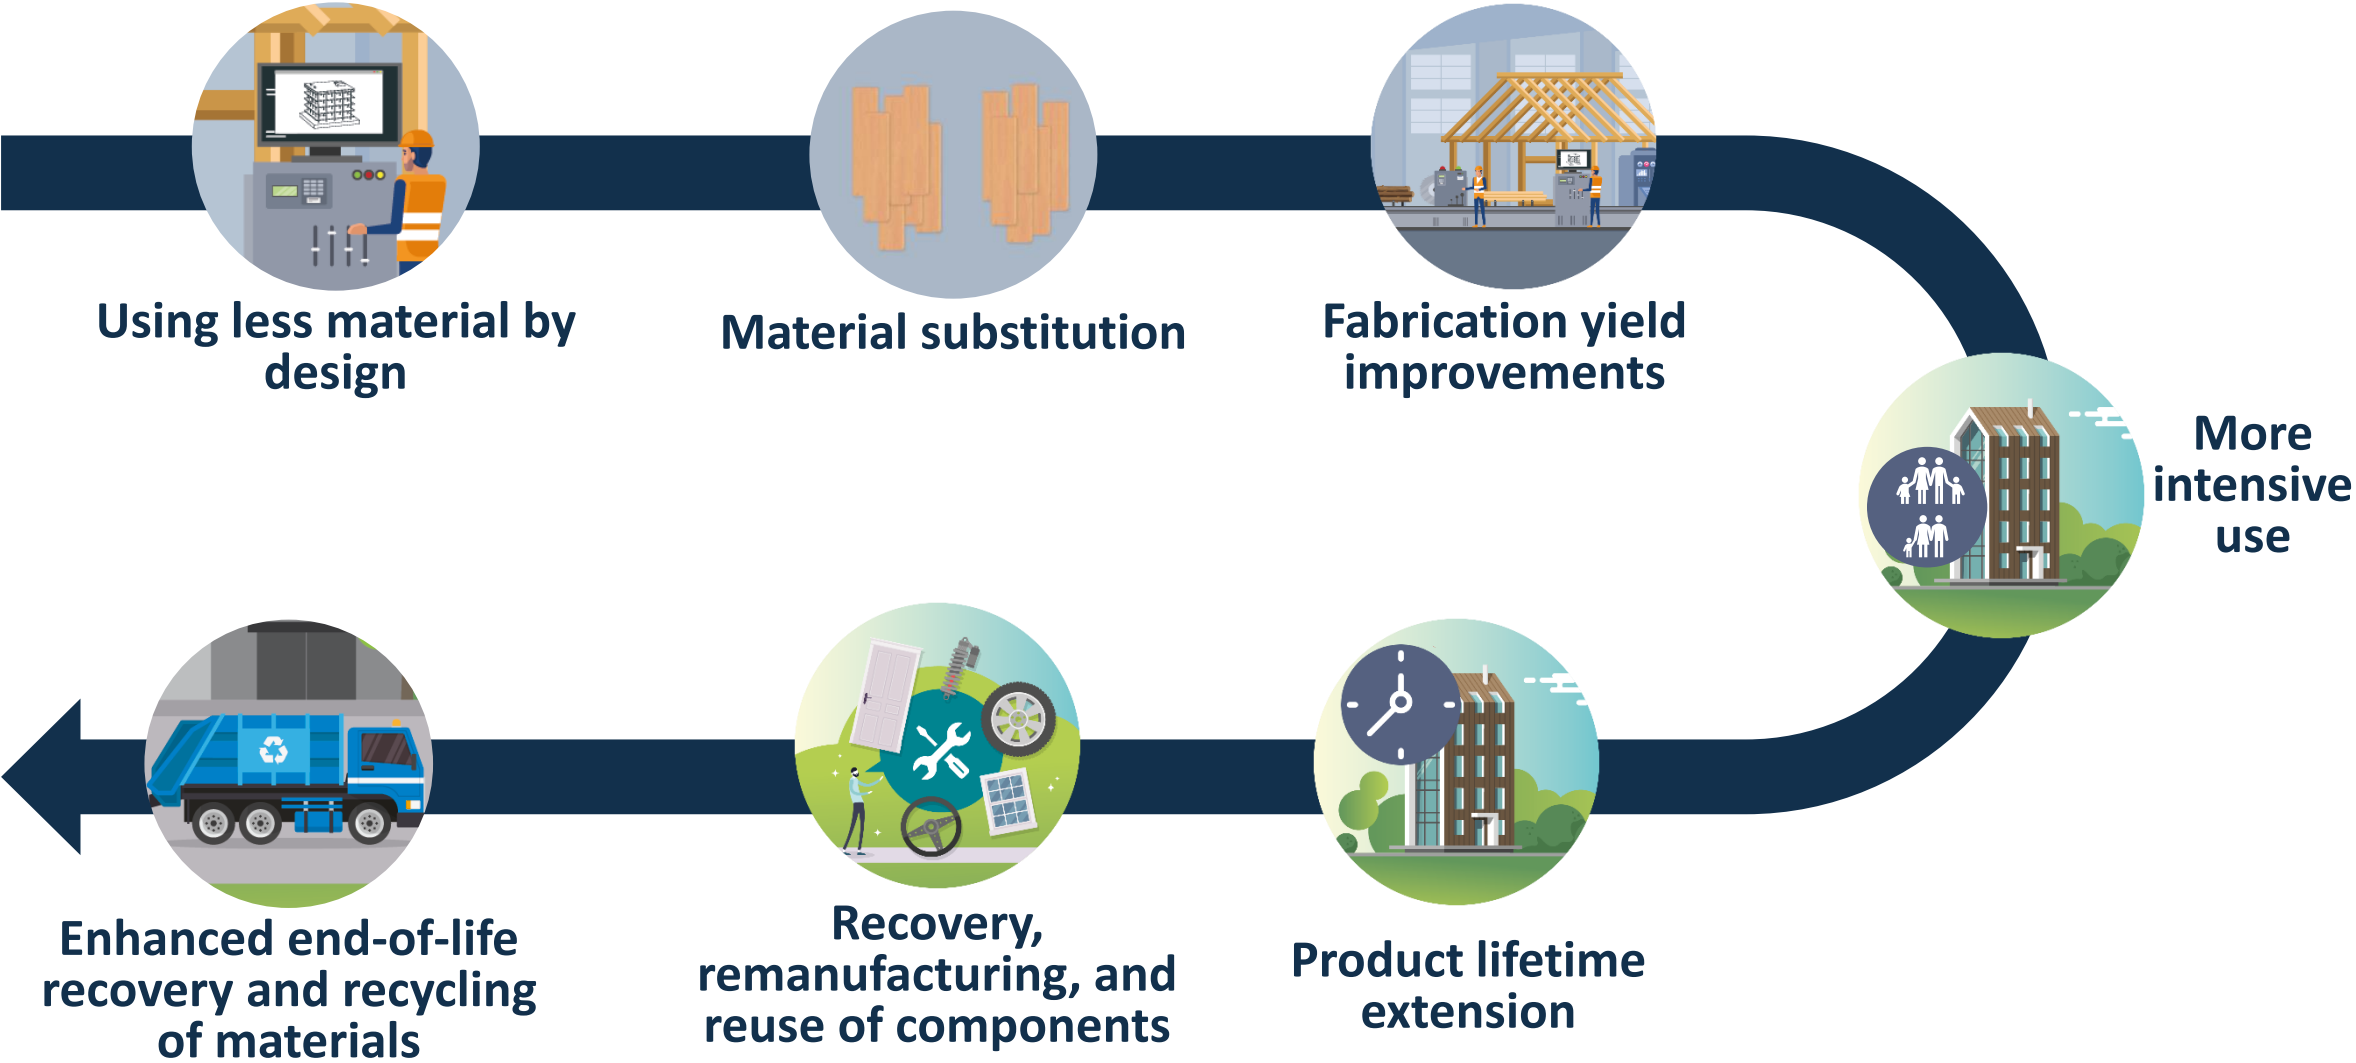 Using less material by
design
Material substitution
Fabrication yield
improvements
More
intensive
use
Product lifetime
extension
Recovery,
remanufacturing, and
reuse of components
Enhanced end-of-life
recovery and recycling
of materials